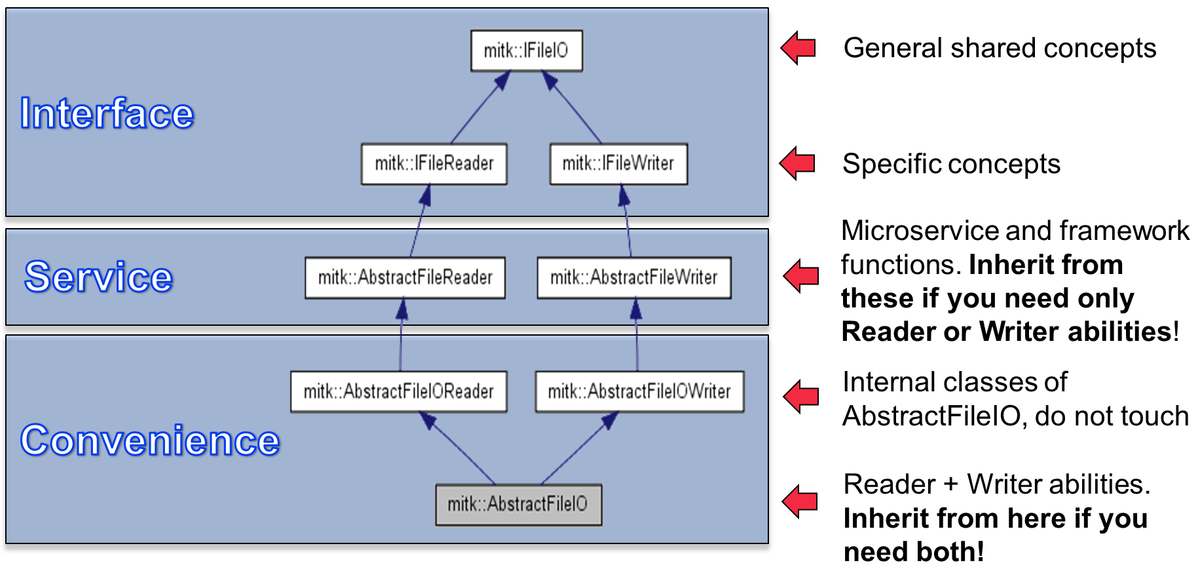 mitk::IFileIO
General shared concepts
Interface
mitk::IFileReader
mitk::IFileWriter
Specific concepts
Service
mitk::AbstractFileReader
mitk::AbstractFileWriter
Microservice and framework
functions. Inherit from
these if you need only
Reader or Writer abilities!
Convenience
mitk::AbstractFileIOReader
mitk::AbstractFileIOWriter
Internal classes of
AbstractFileIO, do not touch
mitk::AbstractFileIO
Reader + Writer abilities.
Inherit from here if you
need both!